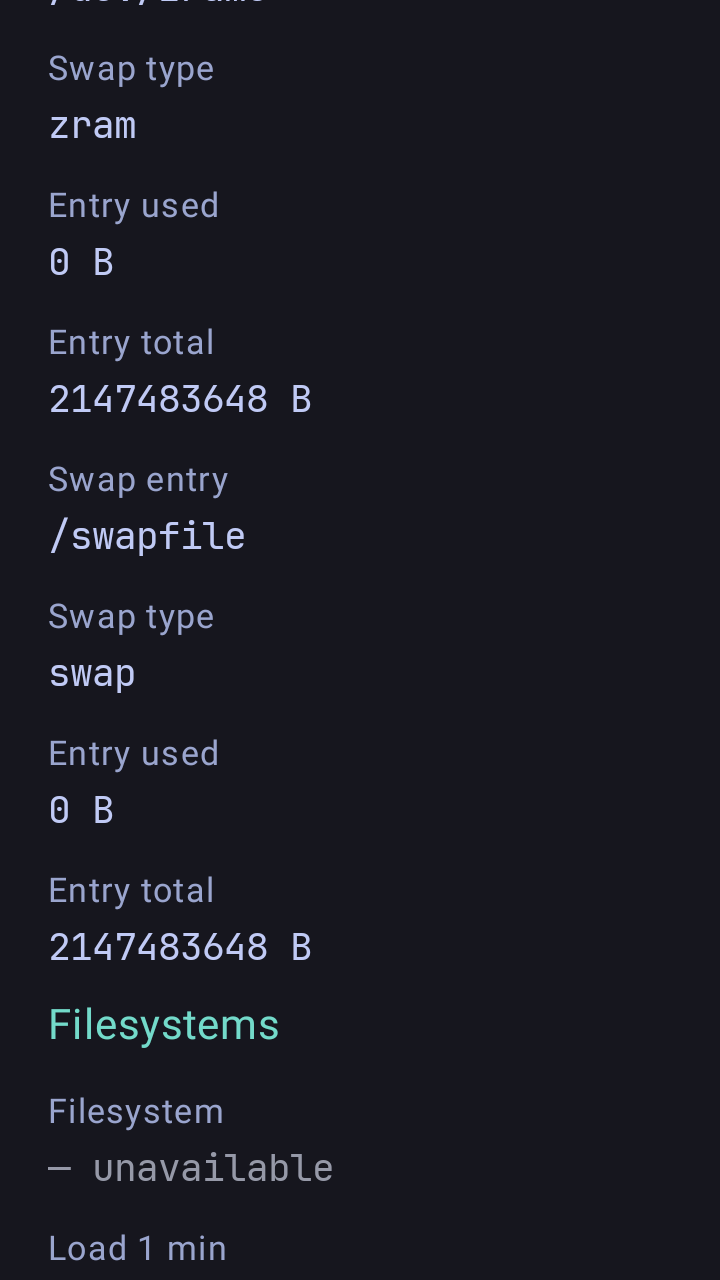 Swap type
zram
Entry used
0 B
Entry total
2147483648 B
Swap entry
/swapfile
Swap type
swap
Entry used
0 B
Entry total
2147483648 B
Filesystems
Filesystem
— unavailable
Load 1 min